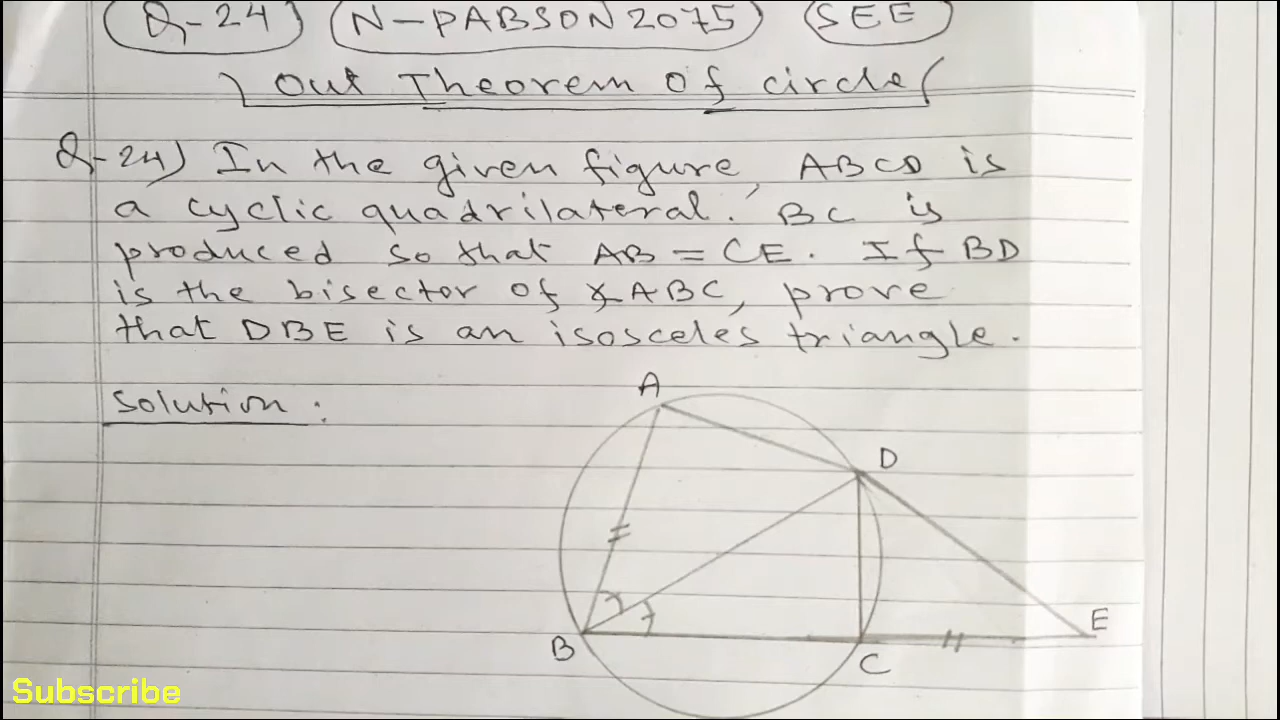 Q-24 N-PABSON 2075 SEE
Out Theorem of circle
Q-24) In the given figure, ABCD is
a cyclic quadrilateral. BC is
produced so that AB = CE. If BD
is the bisector of ∠ABC, prove
that DBE is an isosceles triangle.
Solution:
A
D
B
C
E
Subscribe